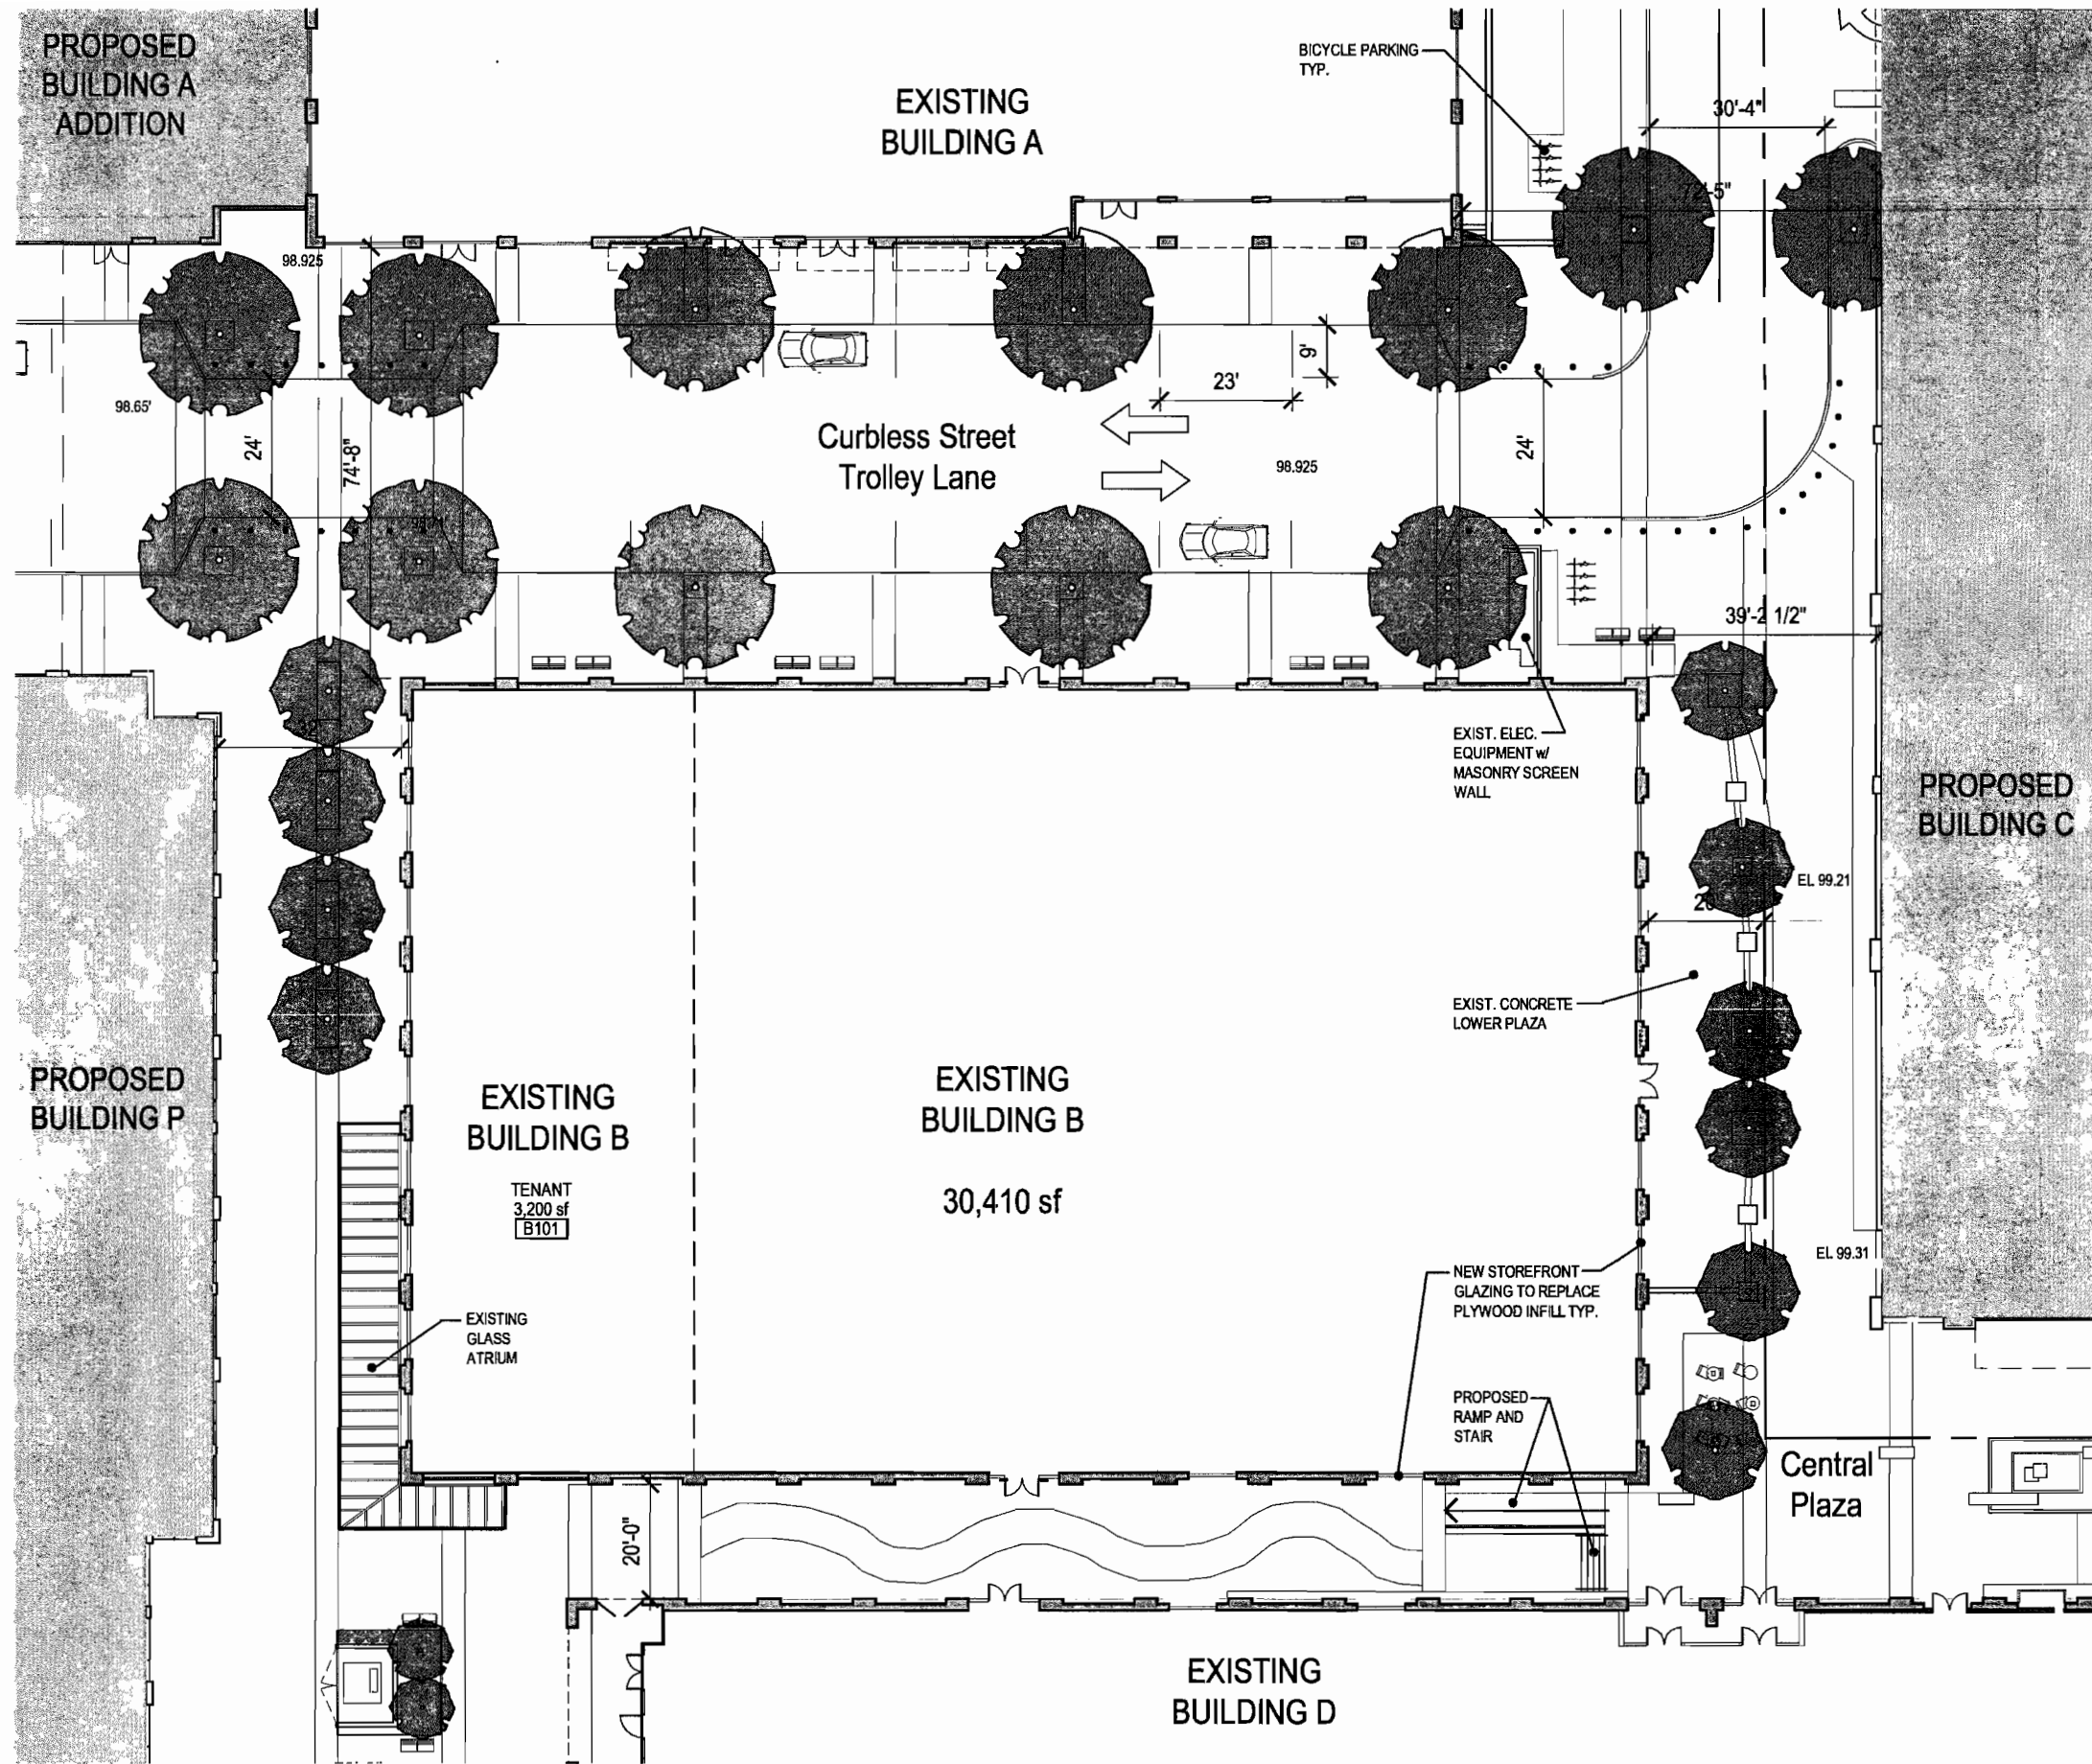 PROPOSED
BUILDING A
ADDITION
EXISTING
BUILDING A
BICYCLE PARKING
TYP.
30'-4"
72'-5"
98.925
98.65'
24'
74'-8"
Curbless Street
Trolley Lane
23'
9'
98.925
24'
39'-2 1/2"
EXIST. ELEC.
EQUIPMENT w/
MASONRY SCREEN
WALL
PROPOSED
BUILDING C
EL 99.21
EXIST. CONCRETE
LOWER PLAZA
PROPOSED
BUILDING P
EXISTING
BUILDING B
TENANT
3,200 sf
B101
EXISTING
BUILDING B
30,410 sf
EL 99.31
NEW STOREFRONT
GLAZING TO REPLACE
PLYWOOD INFILL TYP.
EXISTING
GLASS
ATRIUM
PROPOSED
RAMP AND
STAIR
Central
Plaza
20'-0"
EXISTING
BUILDING D